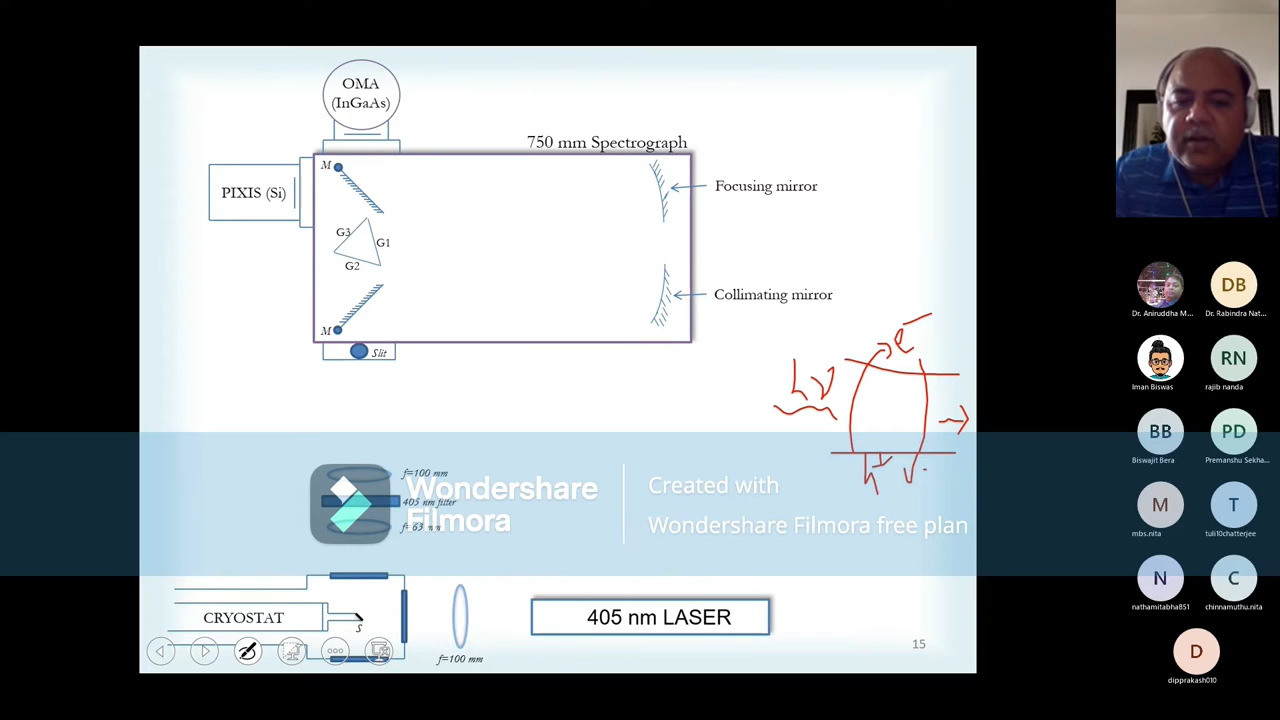 OMA
(InGaAs)
750 mm Spectrograph
M
PIXIS (Si)
Focusing mirror
G3
G1
G2
Collimating mirror
M
Slit
e-
hν
h+
f=100 mm
405 nm filter
f=63 mm
Wondershare
Filmora
Created with
Wondershare Filmora free plan
CRYOSTAT
S
405 nm LASER
f=100 mm
15
DB
Dr. Aniruddha M...
Dr. Rabindra Nat...
RN
Iman Biswas
rajib nanda
BB
PD
Biswajit Bera
Premanshu Sekha...
M
T
mbs.nita
tuli10chatterjee
N
C
nathamitabha851
chinnamuthu.nita
D
dipprakash010